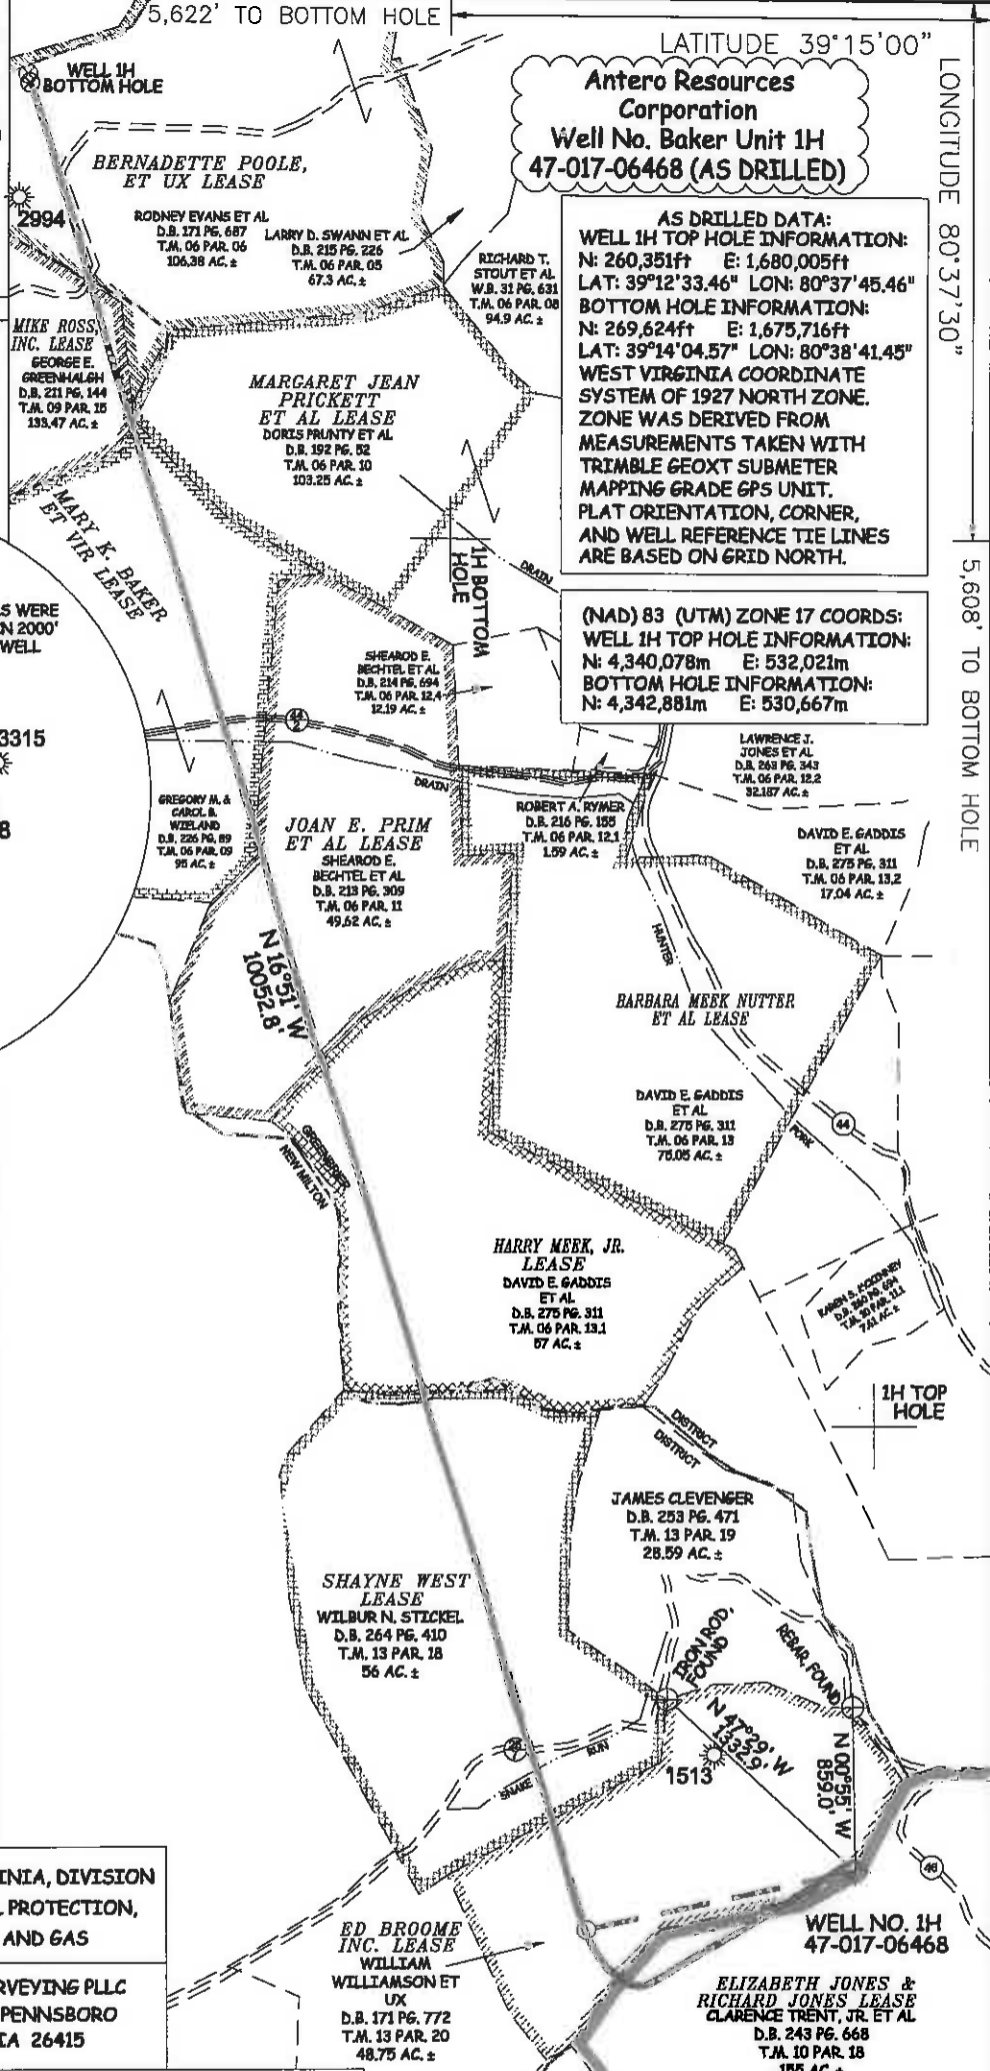 5,622' TO BOTTOM HOLE
LATITUDE 39°15'00"
LONGITUDE 80°37'30"
WELL 1H
BOTTOM HOLE
Antero Resources
Corporation
Well No. Baker Unit 1H
47-017-06468 (AS DRILLED)
BERNADETTE POOLE,
ET UX LEASE
2994
RODNEY EVANS ET AL
D.B. 171 PG. 687
T.M. 06 PAR. 06
106.38 AC. ±
LARRY D. SWANN ET AL
D.B. 215 PG. 226
T.M. 06 PAR. 05
67.3 AC. ±
RICHARD T.
STOUT ET AL
W.B. 31 PG. 631
T.M. 06 PAR. 08
94.9 AC. ±
AS DRILLED DATA:
WELL 1H TOP HOLE INFORMATION:
N: 260,351ft E: 1,680,005ft
LAT: 39°12'33.46" LON: 80°37'45.46"
BOTTOM HOLE INFORMATION:
N: 269,624ft E: 1,675,716ft
LAT: 39°14'04.57" LON: 80°38'41.45"
WEST VIRGINIA COORDINATE
SYSTEM OF 1927 NORTH ZONE.
ZONE WAS DERIVED FROM
MEASUREMENTS TAKEN WITH
TRIMBLE GEOXT SUBMETER
MAPPING GRADE GPS UNIT.
PLAT ORIENTATION, CORNER,
AND WELL REFERENCE TIE LINES
ARE BASED ON GRID NORTH.
MIKE ROSS,
INC. LEASE
GEORGE E.
GREENHALGH
D.B. 211 PG. 144
T.M. 09 PAR. 15
133.47 AC. ±
MARGARET JEAN
PRICKETT
ET AL LEASE
DORIS PRUNTY ET AL
D.B. 192 PG. 52
T.M. 06 PAR. 10
103.25 AC. ±
MARY K. BAKER
ET VIR LEASE
1H BOTTOM
HOLE
DRAIN
5,608' TO BOTTOM HOLE
S WERE
N 2000'
WELL
(NAD) 83 (UTM) ZONE 17 COORDS:
WELL 1H TOP HOLE INFORMATION:
N: 4,340,078m E: 532,021m
BOTTOM HOLE INFORMATION:
N: 4,342,881m E: 530,667m
SHEAROD E.
BECHTEL ET AL
D.B. 214 PG. 694
T.M. 06 PAR. 12.4
12.19 AC. ±
44
2
3315
8
DRAIN
LAWRENCE J.
JONES ET AL
D.B. 263 PG. 343
T.M. 06 PAR. 12.2
32.187 AC. ±
GREGORY M. &
CAROL B.
WIELAND
D.B. 226 PG. 89
T.M. 06 PAR. 09
95 AC. ±
JOAN E. PRIM
ET AL LEASE
SHEAROD E.
BECHTEL ET AL
D.B. 213 PG. 309
T.M. 06 PAR. 11
49.62 AC. ±
ROBERT A. RYMER
D.B. 216 PG. 155
T.M. 06 PAR. 12.1
1.59 AC. ±
DAVID E. GADDIS
ET AL
D.B. 275 PG. 311
T.M. 06 PAR. 13.2
17.04 AC. ±
N 16°51' W
10052.8'
HUNTER
FORK
BARBARA MEEK NUTTER
ET AL LEASE
DAVID E. GADDIS
ET AL
D.B. 275 PG. 311
T.M. 06 PAR. 13
75.05 AC. ±
44
GREENBRIER
NEW MILTON
HARRY MEEK, JR.
LEASE
DAVID E. GADDIS
ET AL
D.B. 275 PG. 311
T.M. 06 PAR. 13.1
57 AC. ±
7.61 AC. ±
1H TOP
HOLE
DISTRICT
DISTRICT
JAMES CLEVENGER
D.B. 253 PG. 471
T.M. 13 PAR. 19
28.59 AC. ±
SHAYNE WEST
LEASE
WILBUR N. STICKEL
D.B. 264 PG. 410
T.M. 13 PAR. 18
56 AC. ±
IRON ROD,
FOUND
REBAR, FOUND
N 47°29' W
1332.9'
N 00°55' W
859.0'
1513
SNAKE RUN
46
INIA, DIVISION
PROTECTION,
AND GAS
RVEYING PLLC
PENNSBORO
IA 26415
ED BROOME
INC. LEASE
WILLIAM
WILLIAMSON ET
UX
D.B. 171 PG. 772
T.M. 13 PAR. 20
48.75 AC. ±
WELL NO. 1H
47-017-06468
ELIZABETH JONES &
RICHARD JONES LEASE
CLARENCE TRENT, JR. ET AL
D.B. 243 PG. 668
T.M. 10 PAR. 18
155 AC. ±